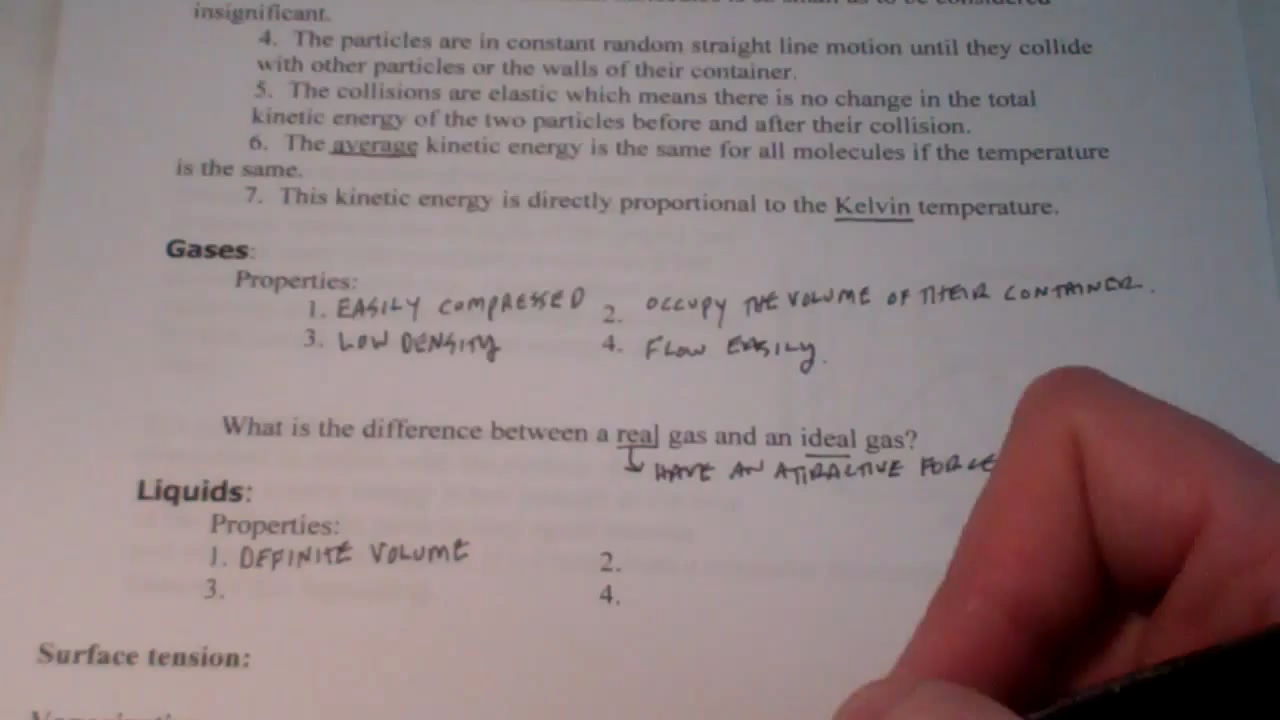 insignificant.
4. The particles are in constant random straight line motion until they collide
with other particles or the walls of their container.
5. The collisions are elastic which means there is no change in the total
kinetic energy of the two particles before and after their collision.
6. The average kinetic energy is the same for all molecules if the temperature
is the same.
7. This kinetic energy is directly proportional to the Kelvin temperature.
Gases:
Properties:
1. EASILY COMPRESSED 2. OCCUPY THE VOLUME OF THEIR CONTAINER.
3. LOW DENSITY 4. FLOW EASILY.
What is the difference between a real gas and an ideal gas?
HAVE AN ATTRACTIVE FORCE
Liquids:
Properties:
1. DEFINITE VOLUME 2.
3. 4.
Surface tension: